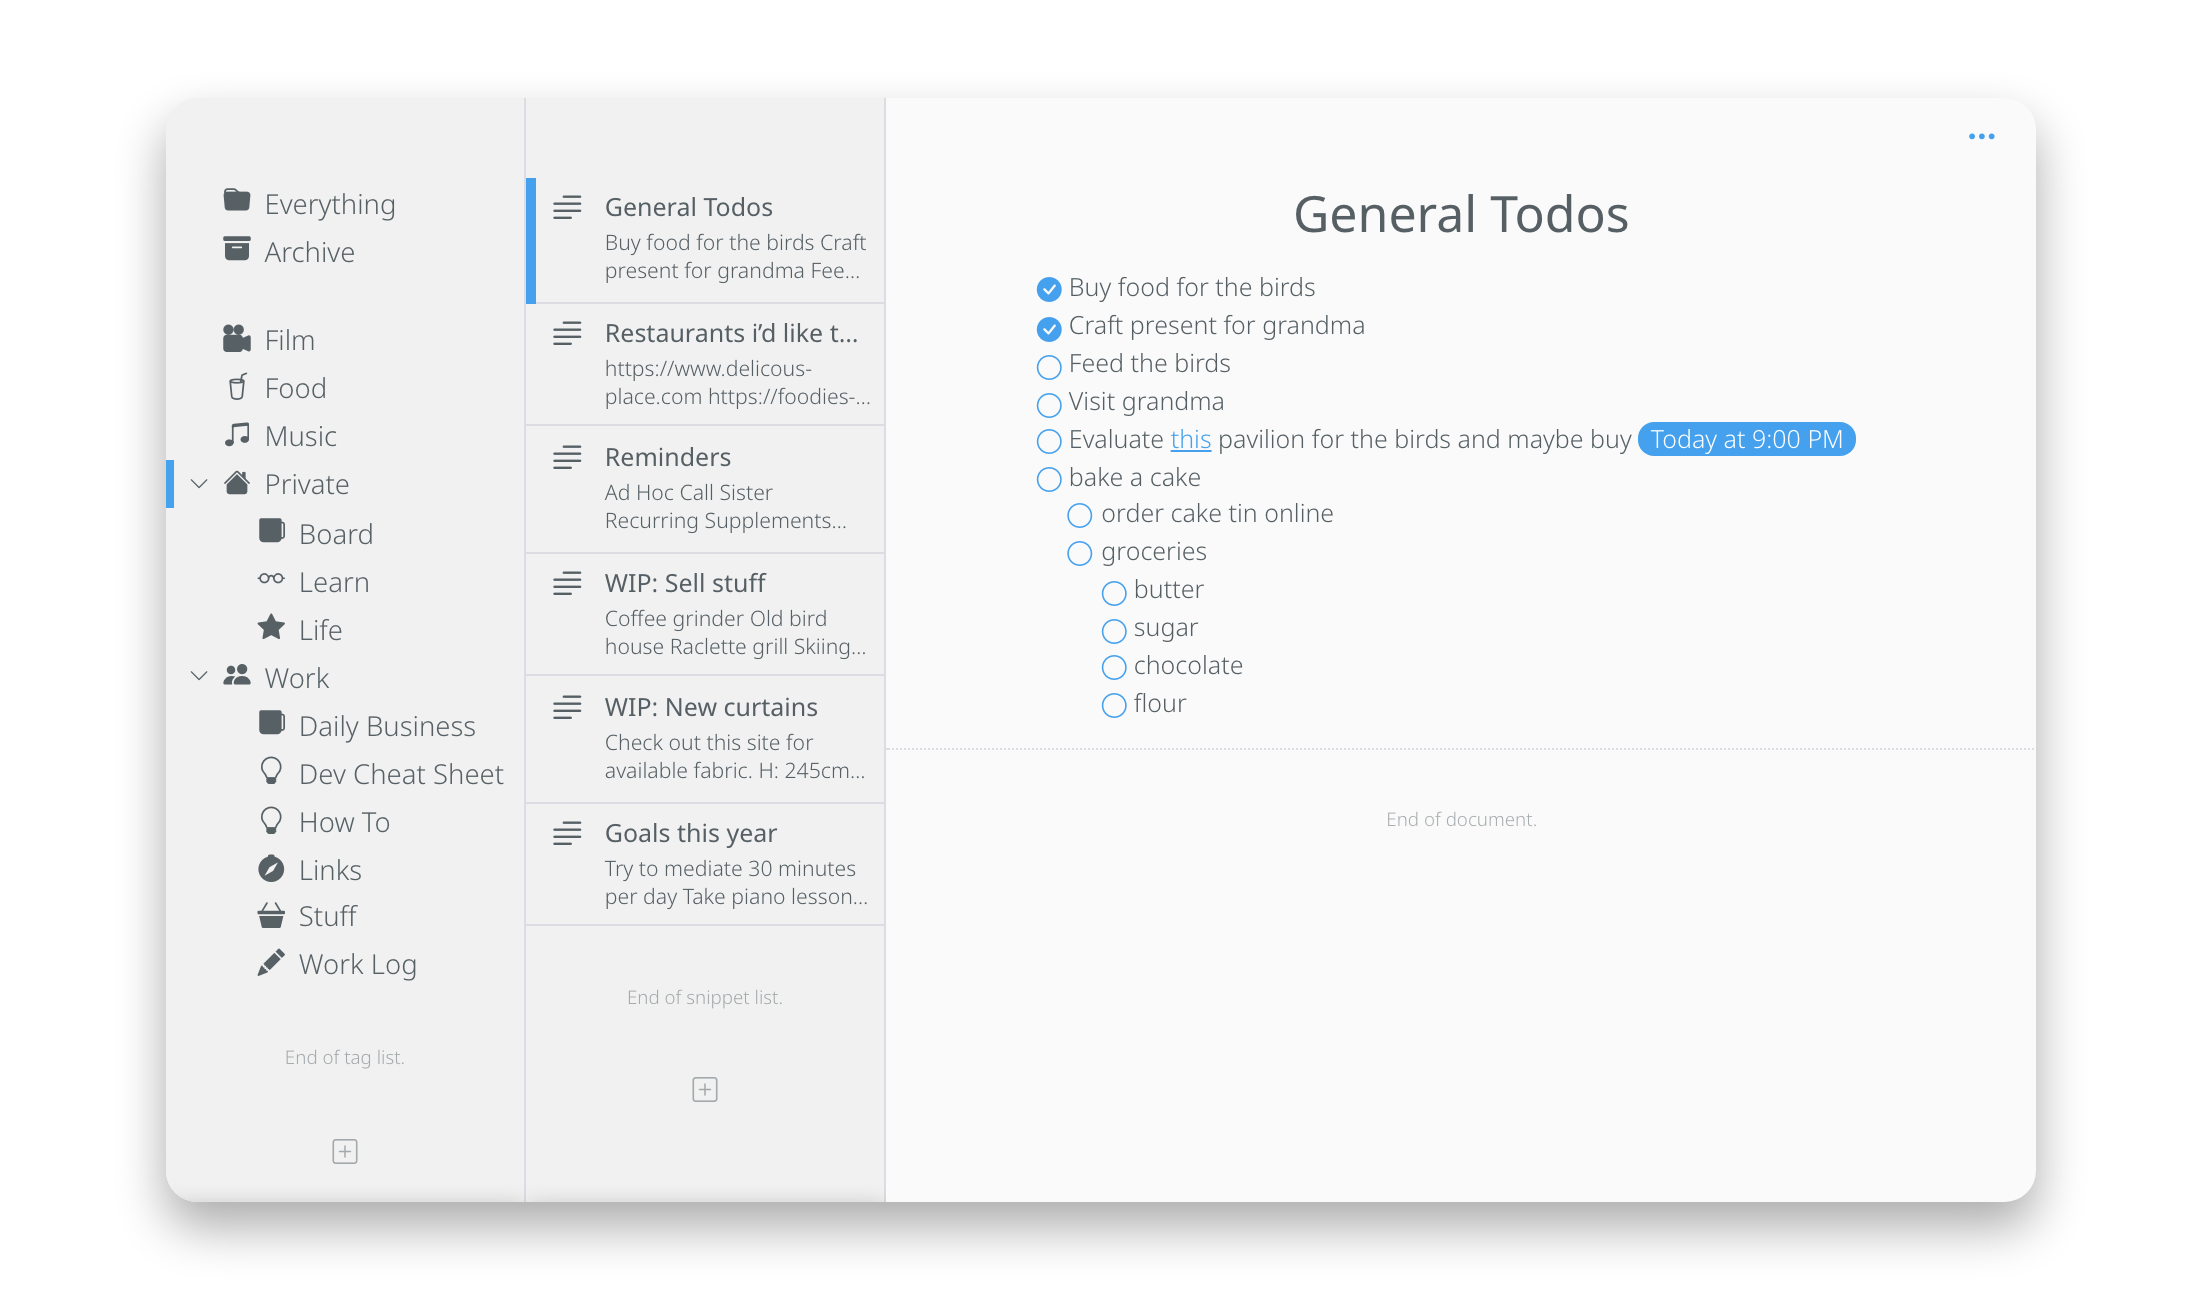 Everything
Archive
Film
Food
Music
Private
Board
Learn
Life
Work
Daily Business
Dev Cheat Sheet
How To
Links
Stuff
Work Log
End of tag list.
General Todos
Buy food for the birds Craft
present for grandma Fee...
Restaurants i’d like t...
https://www.delicous-
place.com https://foodies-...
Reminders
Ad Hoc Call Sister
Recurring Supplements...
WIP: Sell stuff
Coffee grinder Old bird
house Raclette grill Skiing...
WIP: New curtains
Check out this site for
available fabric. H: 245cm...
Goals this year
Try to mediate 30 minutes
per day Take piano lesson...
End of snippet list.
General Todos
Buy food for the birds
Craft present for grandma
Feed the birds
Visit grandma
Evaluate this pavilion for the birds and maybe buy Today at 9:00 PM
bake a cake
order cake tin online
groceries
butter
sugar
chocolate
flour
End of document.